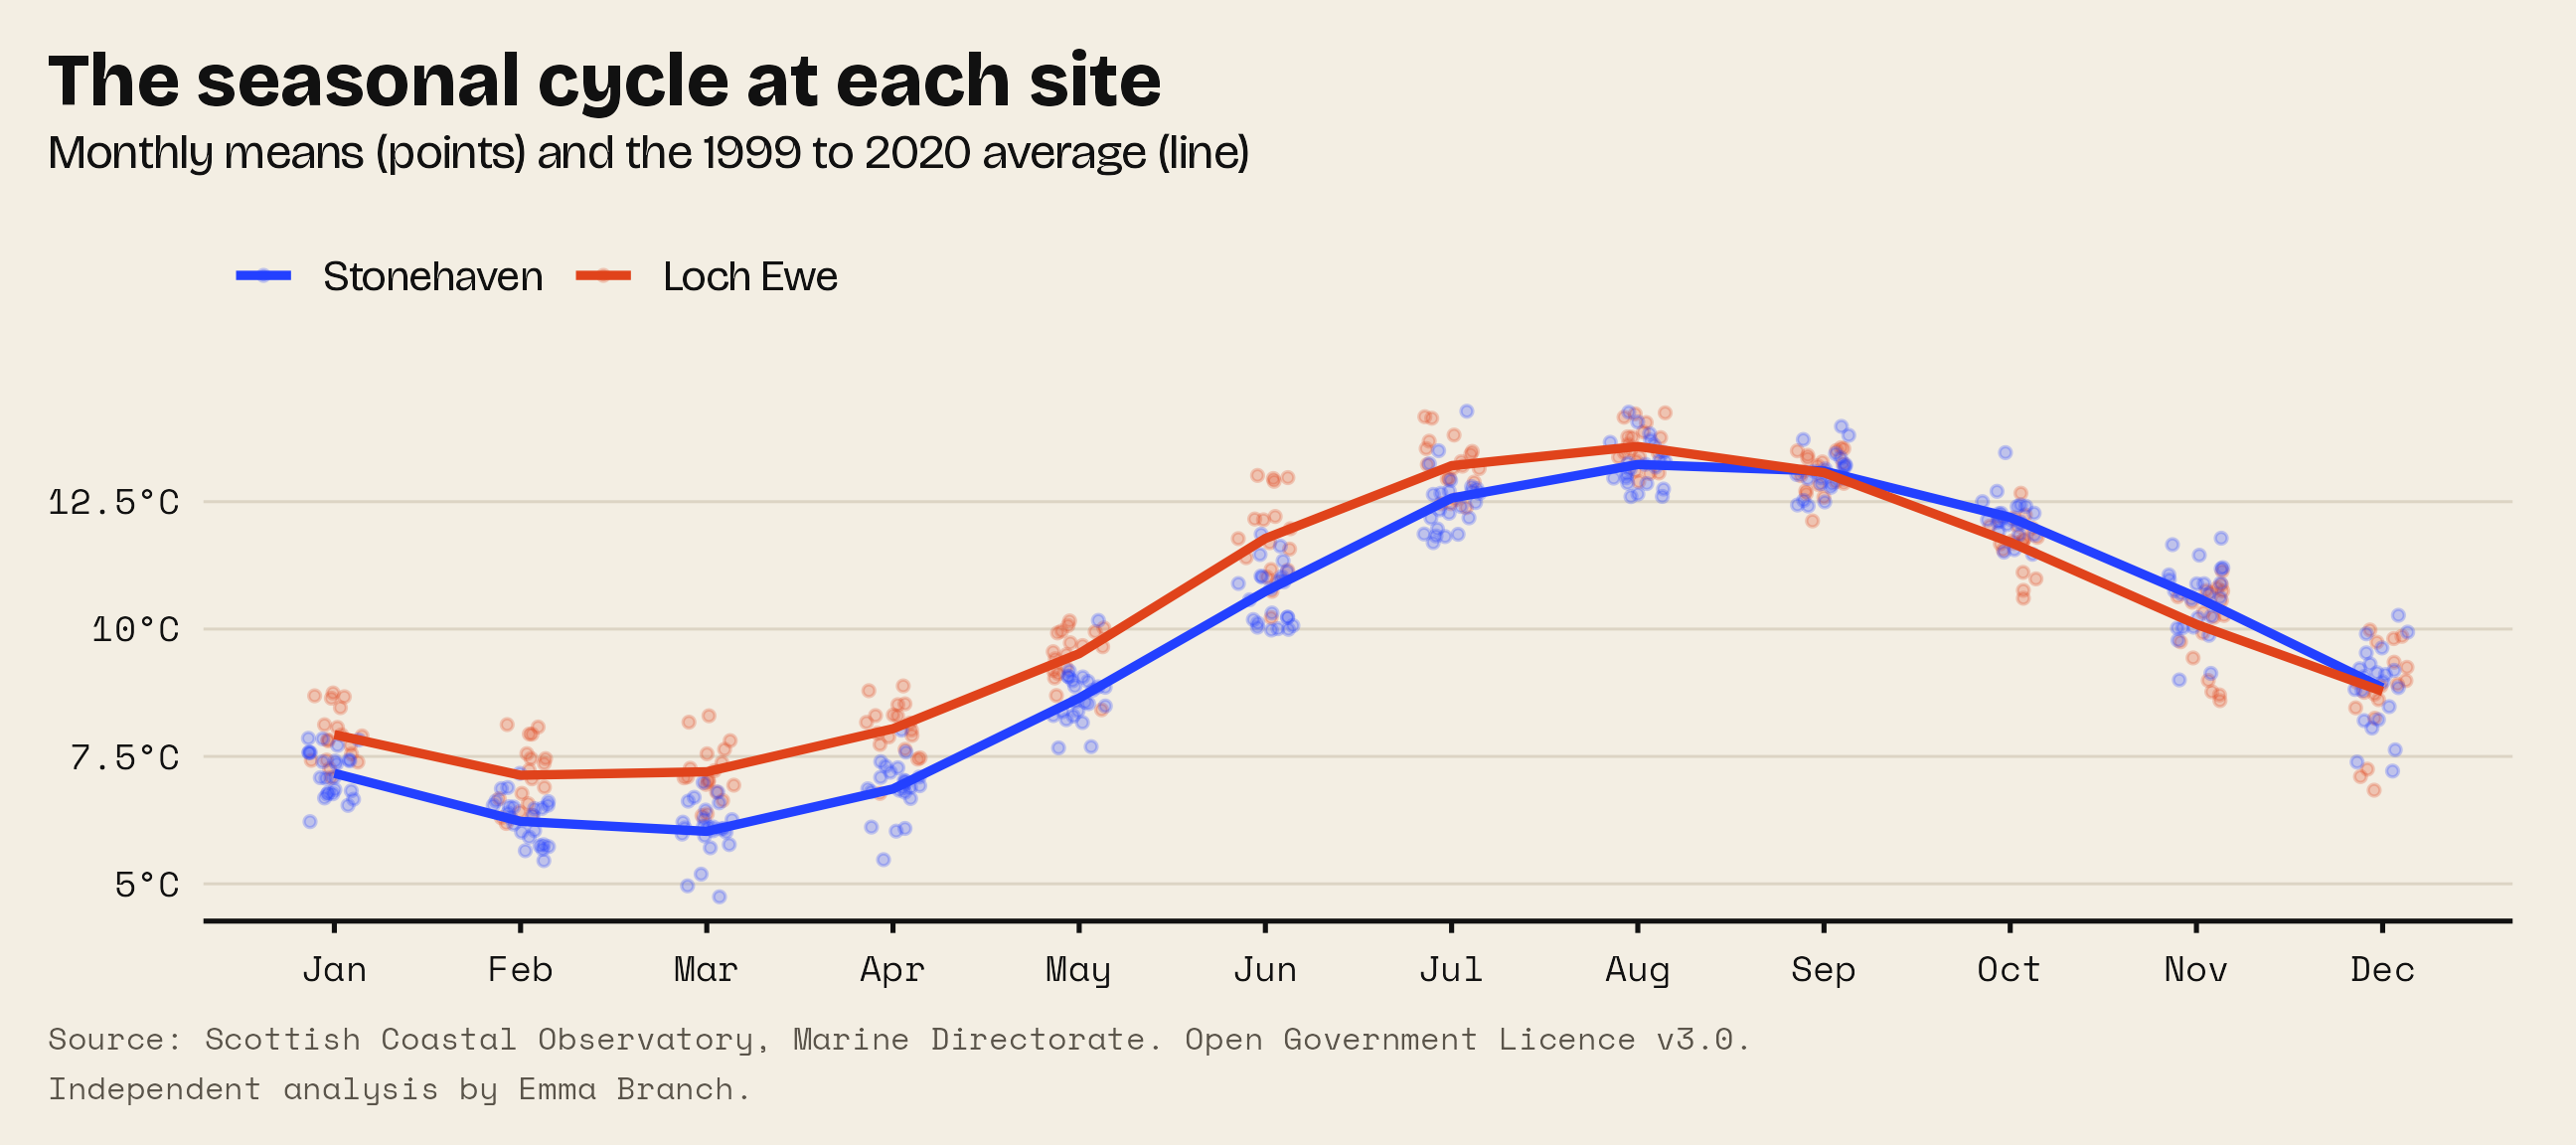 The seasonal cycle at each site
Monthly means (points) and the 1999 to 2020 average (line)
Stonehaven Loch Ewe
12.5°C
10°C
7.5°C
5°C
Jan Feb Mar Apr May Jun Jul Aug Sep Oct Nov Dec
Source: Scottish Coastal Observatory, Marine Directorate. Open Government Licence v3.0.
Independent analysis by Emma Branch.